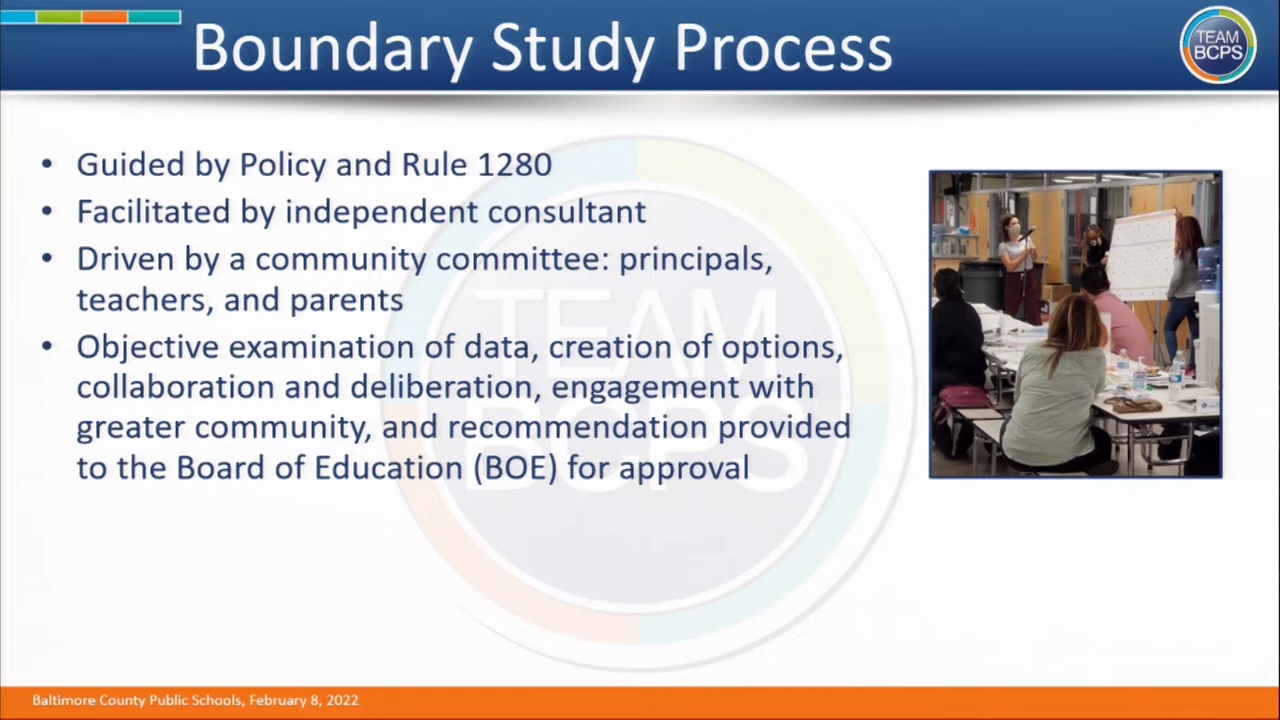 Boundary Study Process
TEAM
BCPS
• Guided by Policy and Rule 1280
• Facilitated by independent consultant
• Driven by a community committee: principals,
teachers, and parents
• Objective examination of data, creation of options,
collaboration and deliberation, engagement with
greater community, and recommendation provided
to the Board of Education (BOE) for approval
TEAM
BCPS
Baltimore County Public Schools, February 8, 2022